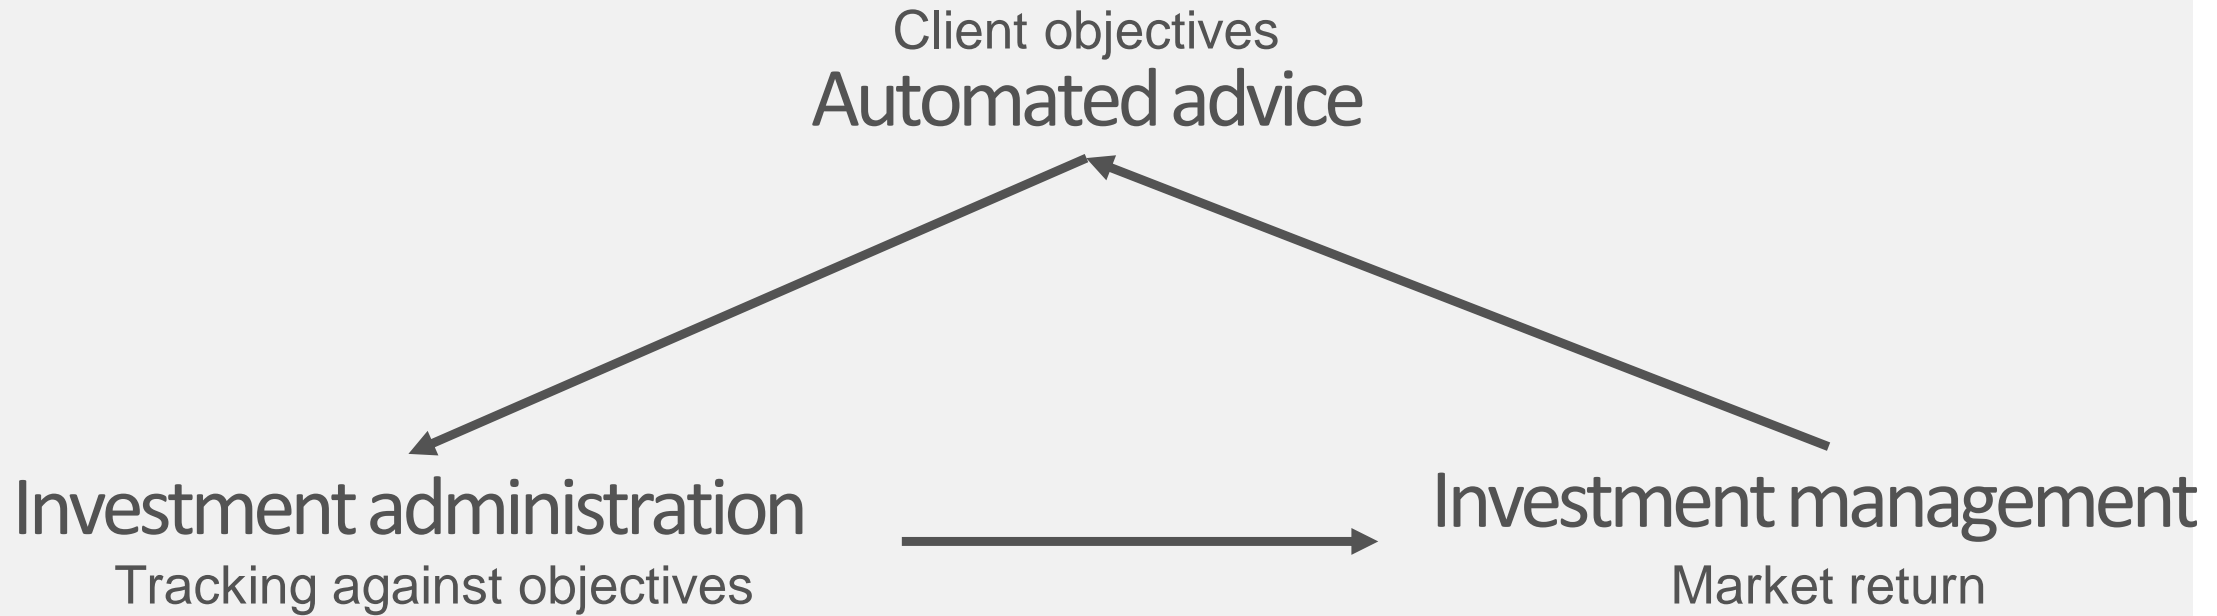 Client objectives
Automated advice
Investment administration
Tracking against objectives
Investment management
Market return